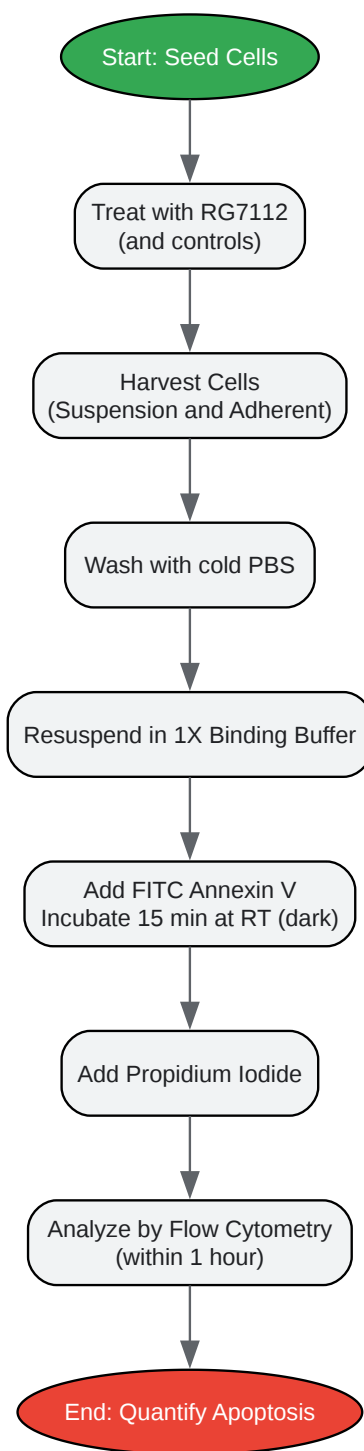 Start: Seed Cells
Treat with RG7112
(and controls)
Harvest Cells
(Suspension and Adherent)
Wash with cold PBS
Resuspend in 1X Binding Buffer
Add FITC Annexin V
Incubate 15 min at RT (dark)
Add Propidium Iodide
Analyze by Flow Cytometry
(within 1 hour)
End: Quantify Apoptosis